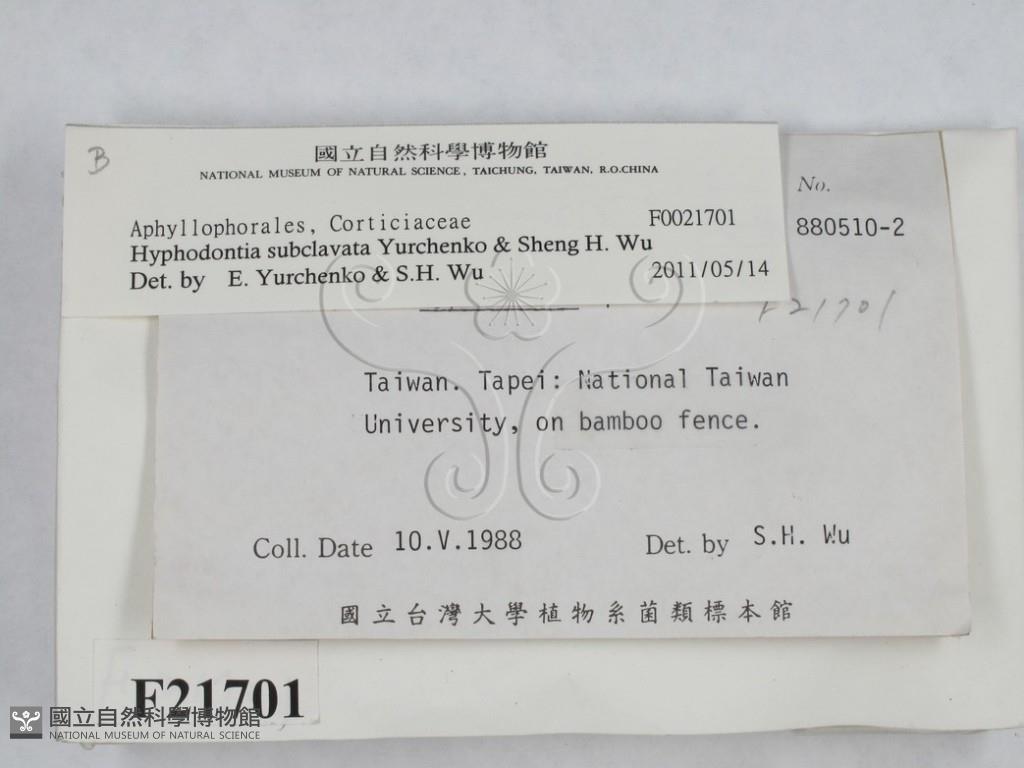 B
國立自然科學博物館
NATIONAL MUSEUM OF NATURAL SCIENCE, TAICHUNG, TAIWAN, R.O.CHINA
Aphyllophorales, Corticiaceae F0021701
Hyphodontia subclavata Yurchenko & Sheng H. Wu
Det. by E. Yurchenko & S.H. Wu 2011/05/14
No.
880510-2
F21701
Taiwan. Tapei: National Taiwan
University, on bamboo fence.
Coll. Date 10.V.1988 Det. by S.H. Wu
國立台灣大學植物系菌類標本館
F21701
國立自然科學博物館
NATIONAL MUSEUM OF NATURAL SCIENCE